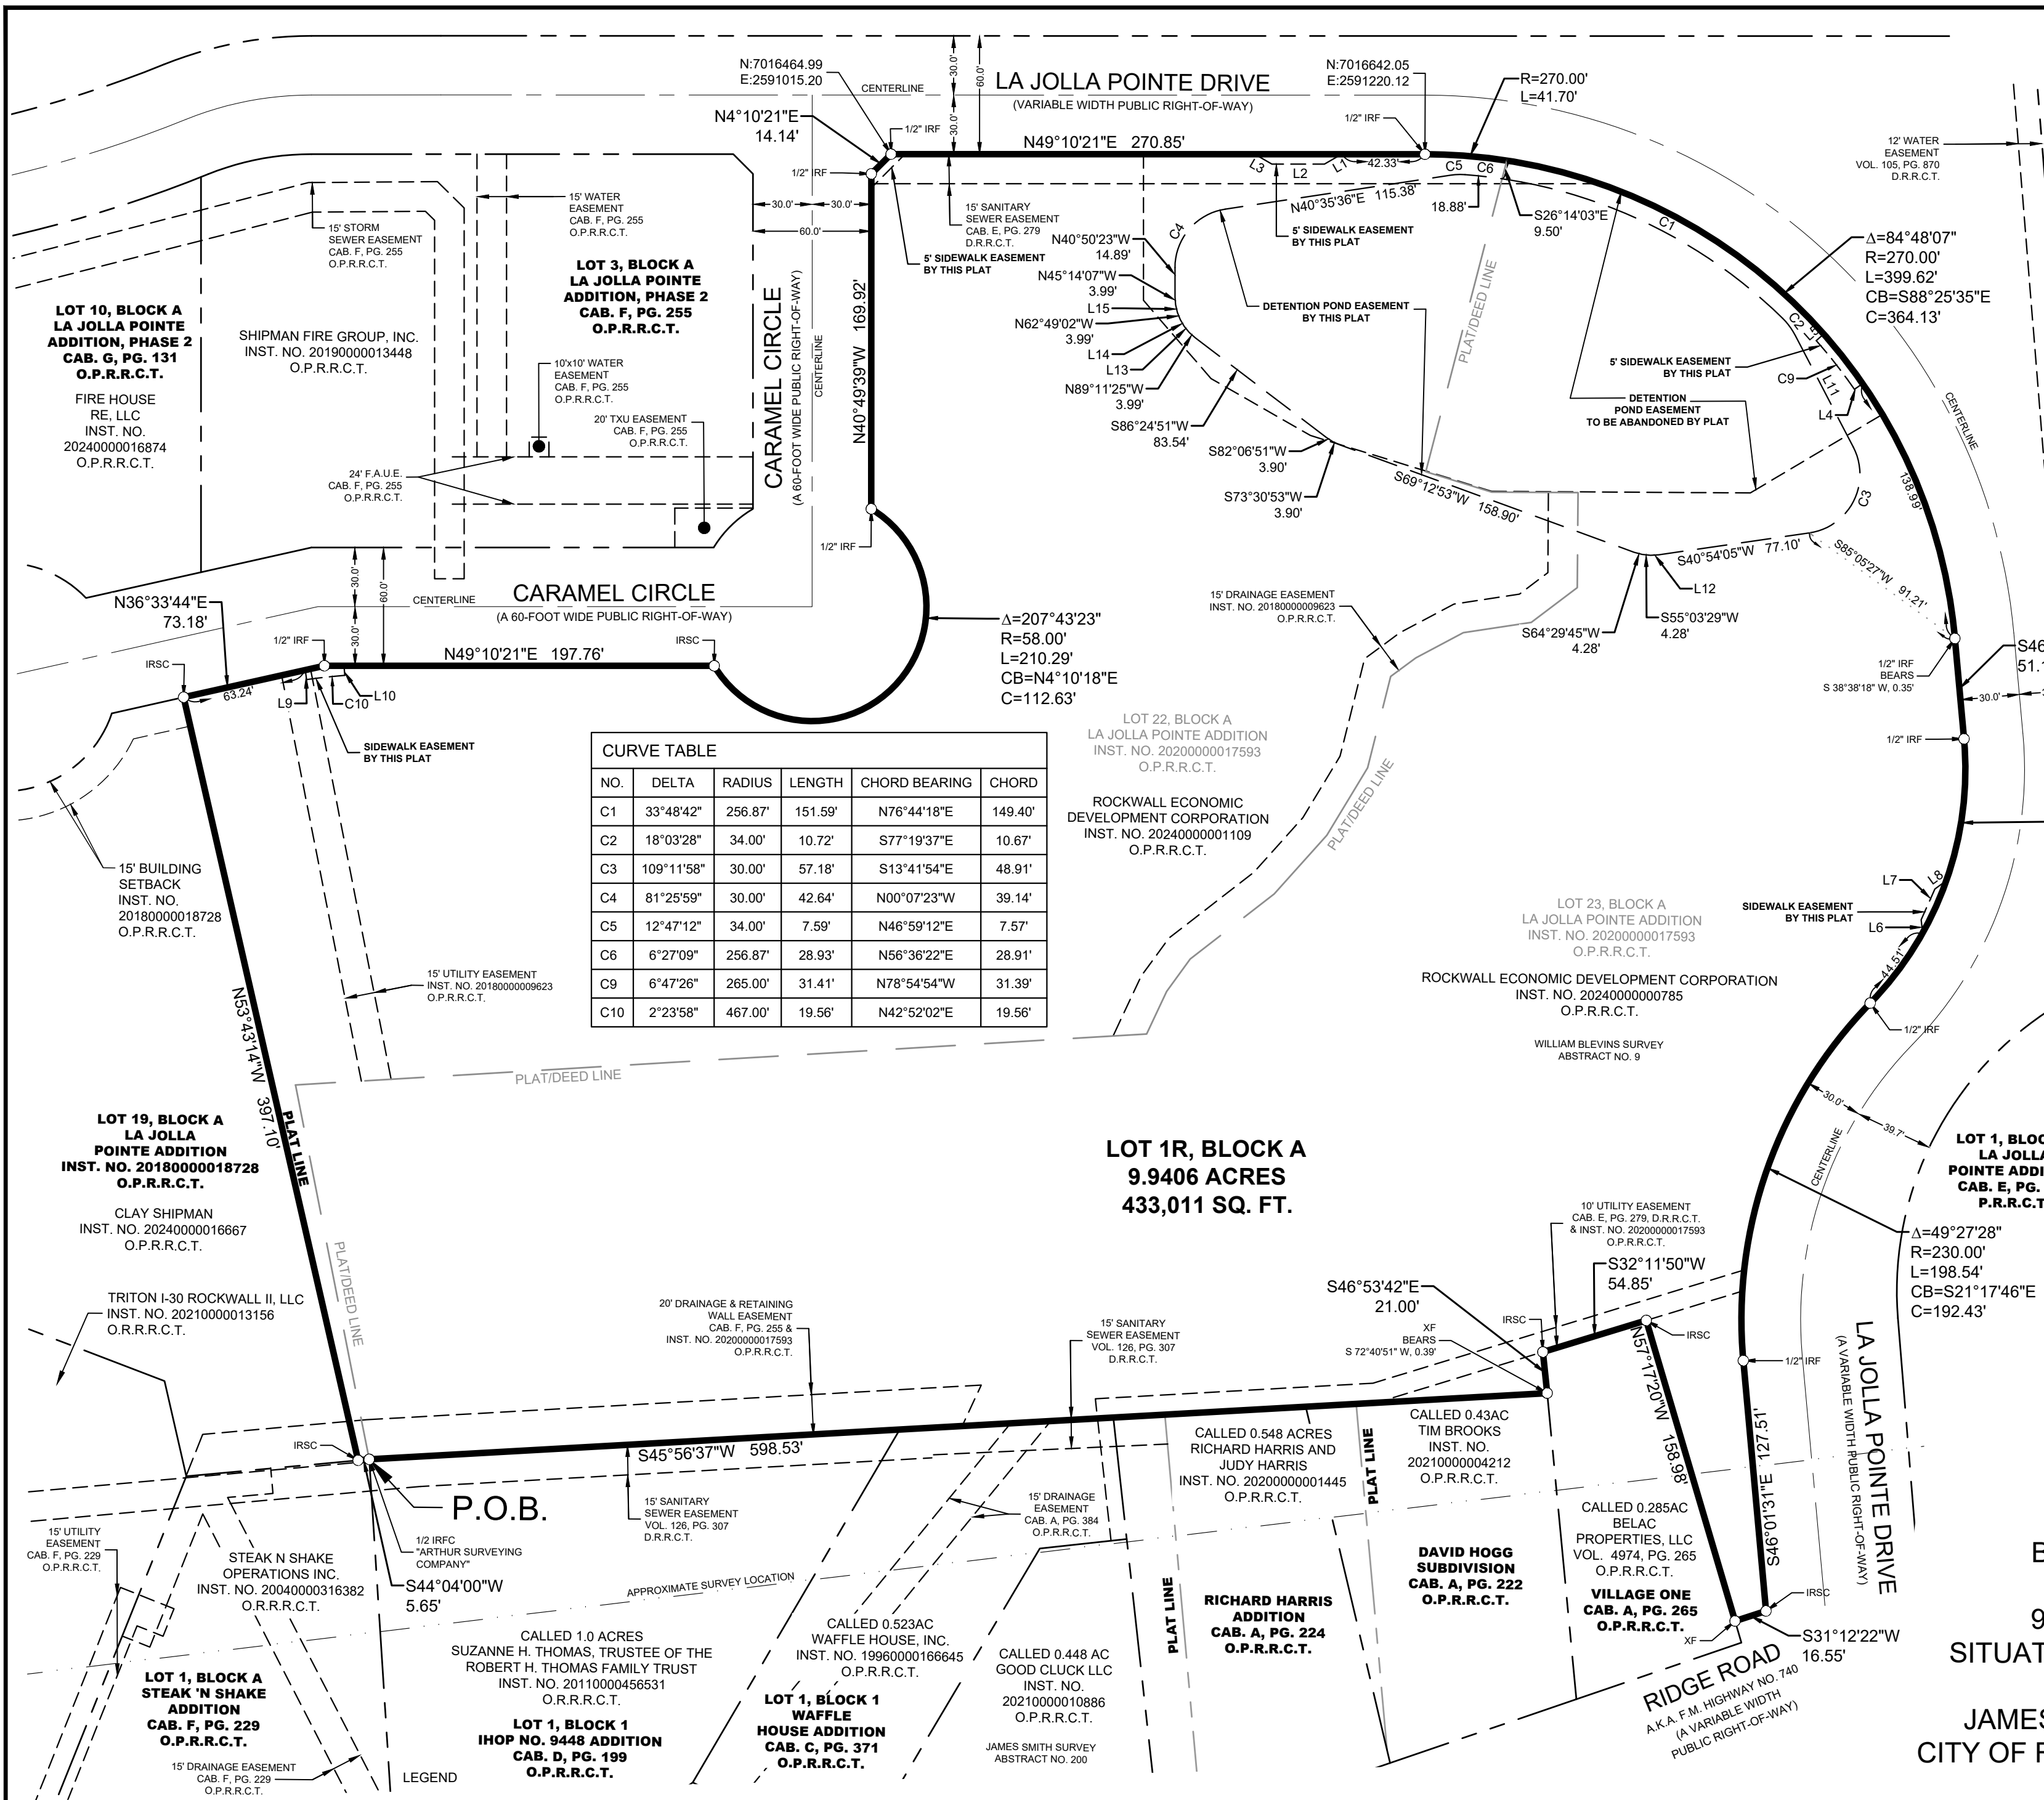 N:7016464.99
E:2591015.20
CENTERLINE
30.0'
60.0'
30.0'
LA JOLLA POINTE DRIVE
(VARIABLE WIDTH PUBLIC RIGHT-OF-WAY)
N:7016642.05
E:2591220.12
R=270.00'
L=41.70'
N4°10'21"E
14.14'
1/2" IRF
1/2" IRF
N49°10'21"E 270.85'
1/2" IRF
L3
L2
L1
42.33'
C5
C6
12' WATER
EASEMENT
VOL. 105, PG. 870
D.R.R.C.T.
N40°35'36"E 115.38'
18.88'
S26°14'03"E
9.50'
C1
15' WATER
EASEMENT
CAB. F, PG. 255
O.P.R.R.C.T.
30.0'
30.0'
60.0'
15' SANITARY
SEWER EASEMENT
CAB. E, PG. 279
D.R.R.C.T.
5' SIDEWALK EASEMENT
BY THIS PLAT
5' SIDEWALK EASEMENT
BY THIS PLAT
15' STORM
SEWER EASEMENT
CAB. F, PG. 255
O.P.R.R.C.T.
LOT 3, BLOCK A
LA JOLLA POINTE
ADDITION, PHASE 2
CAB. F, PG. 255
O.P.R.R.C.T.
C4
N40°50'23"W
14.89'
N45°14'07"W
3.99'
L15
N62°49'02"W
3.99'
L14
L13
N89°11'25"W
3.99'
S86°24'51"W
83.54'
S82°06'51"W
3.90'
S73°30'53"W
3.90'
DETENTION POND EASEMENT
BY THIS PLAT
PLAT/DEED LINE
Δ=84°48'07"
R=270.00'
L=399.62'
CB=S88°25'35"E
C=364.13'
LOT 10, BLOCK A
LA JOLLA POINTE
ADDITION, PHASE 2
CAB. G, PG. 131
O.P.R.R.C.T.
FIRE HOUSE
RE, LLC
INST. NO.
20240000016874
O.P.R.R.C.T.
SHIPMAN FIRE GROUP, INC.
INST. NO. 20190000013448
O.P.R.R.C.T.
10'x10' WATER
EASEMENT
CAB. F, PG. 255
O.P.R.R.C.T.
20' TXU EASEMENT
CAB. F, PG. 255
O.P.R.R.C.T.
24' F.A.U.E.
CAB. F, PG. 255
O.P.R.R.C.T.
CARAMEL CIRCLE
(A 60-FOOT WIDE PUBLIC RIGHT-OF-WAY)
CENTERLINE
N40°49'39"W 169.92'
C2
5' SIDEWALK EASEMENT
BY THIS PLAT
C9
L11
L4
DETENTION
POND EASEMENT
TO BE ABANDONED BY PLAT
CENTERLINE
138.99'
C3
S69°12'53"W 158.90'
S40°54'05"W 77.10'
S85°05'27"W 91.21'
L12
S55°03'29"W
4.28'
S64°29'45"W
4.28'
1/2" IRF
30.0'
60.0'
30.0'
CENTERLINE
CARAMEL CIRCLE
(A 60-FOOT WIDE PUBLIC RIGHT-OF-WAY)
N36°33'44"E
73.18'
1/2" IRF
IRSC
N49°10'21"E 197.76'
IRSC
Δ=207°43'23"
R=58.00'
L=210.29'
CB=N4°10'18"E
C=112.63'
15' DRAINAGE EASEMENT
INST. NO. 20180000009623
O.P.R.R.C.T.
1/2" IRF
BEARS
S 38°38'18" W, 0.35'
30.0'
1/2" IRF
63.24'
L9
C10
L10
SIDEWALK EASEMENT
BY THIS PLAT
15' BUILDING
SETBACK
INST. NO.
20180000018728
O.P.R.R.C.T.
CURVE TABLE
NO. DELTA RADIUS LENGTH CHORD BEARING CHORD
C1 33°48'42" 256.87' 151.59' N76°44'18"E 149.40'
C2 18°03'28" 34.00' 10.72' S77°19'37"E 10.67'
C3 109°11'58" 30.00' 57.18' S13°41'54"E 48.91'
C4 81°25'59" 30.00' 42.64' N00°07'23"W 39.14'
C5 12°47'12" 34.00' 7.59' N46°59'12"E 7.57'
C6 6°27'09" 256.87' 28.93' N56°36'22"E 28.91'
C9 6°47'26" 265.00' 31.41' N78°54'54"W 31.39'
C10 2°23'58" 467.00' 19.56' N42°52'02"E 19.56'
LOT 22, BLOCK A
LA JOLLA POINTE ADDITION
INST. NO. 20200000017593
O.P.R.R.C.T.
ROCKWALL ECONOMIC
DEVELOPMENT CORPORATION
INST. NO. 20240000001109
O.P.R.R.C.T.
PLAT/DEED LINE
LOT 23, BLOCK A
LA JOLLA POINTE ADDITION
INST. NO. 20200000017593
O.P.R.R.C.T.
ROCKWALL ECONOMIC DEVELOPMENT CORPORATION
INST. NO. 20240000000785
O.P.R.R.C.T.
WILLIAM BLEVINS SURVEY
ABSTRACT NO. 9
L7
L8
SIDEWALK EASEMENT
BY THIS PLAT
L6
44.51'
1/2" IRF
15' UTILITY EASEMENT
INST. NO. 20180000009623
O.P.R.R.C.T.
N53°43'14"W 397.10'
PLAT LINE
PLAT/DEED LINE
PLAT/DEED LINE
30.0'
39.7'
CENTERLINE
LOT 19, BLOCK A
LA JOLLA
POINTE ADDITION
INST. NO. 20180000018728
O.P.R.R.C.T.
CLAY SHIPMAN
INST. NO. 20240000016667
O.P.R.R.C.T.
LOT 1R, BLOCK A
9.9406 ACRES
433,011 SQ. FT.
TRITON I-30 ROCKWALL II, LLC
INST. NO. 20210000013156
O.R.R.R.C.T.
20' DRAINAGE & RETAINING
WALL EASEMENT
CAB. F, PG. 255 &
INST. NO. 20200000017593
O.P.R.R.C.T.
15' SANITARY
SEWER EASEMENT
VOL. 126, PG. 307
D.R.R.C.T.
10' UTILITY EASEMENT
CAB. E, PG. 279, D.R.R.C.T.
& INST. NO. 20200000017593
O.P.R.R.C.T.
S32°11'50"W
54.85'
S46°53'42"E
21.00'
XF
BEARS
S 72°40'51" W, 0.39'
IRSC
IRSC
N57°17'20"W 158.98'
Δ=49°27'28"
R=230.00'
L=198.54'
CB=S21°17'46"E
C=192.43'
1/2" IRF
LA JOLLA POINTE DRIVE
(A VARIABLE WIDTH PUBLIC RIGHT-OF-WAY)
S46°01'31"E 127.51'
IRSC
S45°56'37"W 598.53'
P.O.B.
1/2 IRFC
"ARTHUR SURVEYING
COMPANY"
S44°04'00"W
5.65'
15' SANITARY
SEWER EASEMENT
VOL. 126, PG. 307
D.R.R.C.T.
15' DRAINAGE
EASEMENT
CAB. A, PG. 384
O.P.R.R.C.T.
CALLED 0.548 ACRES
RICHARD HARRIS AND
JUDY HARRIS
INST. NO. 20200000001445
O.P.R.R.C.T.
PLAT LINE
CALLED 0.43AC
TIM BROOKS
INST. NO.
20210000004212
O.P.R.R.C.T.
CALLED 0.285AC
BELAC
PROPERTIES, LLC
VOL. 4974, PG. 265
O.P.R.R.C.T.
VILLAGE ONE
CAB. A, PG. 265
O.P.R.R.C.T.
DAVID HOGG
SUBDIVISION
CAB. A, PG. 222
O.P.R.R.C.T.
RICHARD HARRIS
ADDITION
CAB. A, PG. 224
O.P.R.R.C.T.
PLAT LINE
XF
IRSC
S31°12'22"W
16.55'
RIDGE ROAD
A.K.A. F.M. HIGHWAY NO. 740
(A VARIABLE WIDTH
PUBLIC RIGHT-OF-WAY)
15' UTILITY
EASEMENT
CAB. F, PG. 229
O.P.R.R.C.T.
STEAK N SHAKE
OPERATIONS INC.
INST. NO. 20040000316382
O.R.R.R.C.T.
APPROXIMATE SURVEY LOCATION
CALLED 1.0 ACRES
SUZANNE H. THOMAS, TRUSTEE OF THE
ROBERT H. THOMAS FAMILY TRUST
INST. NO. 20110000456531
O.R.R.R.C.T.
LOT 1, BLOCK 1
IHOP NO. 9448 ADDITION
CAB. D, PG. 199
O.P.R.R.C.T.
CALLED 0.523AC
WAFFLE HOUSE, INC.
INST. NO. 19960000166645
O.P.R.R.C.T.
LOT 1, BLOCK 1
WAFFLE
HOUSE ADDITION
CAB. C, PG. 371
O.P.R.R.C.T.
CALLED 0.448 AC
GOOD CLUCK LLC
INST. NO.
20210000010886
O.P.R.R.C.T.
JAMES SMITH SURVEY
ABSTRACT NO. 200
LOT 1, BLOCK A
STEAK 'N SHAKE
ADDITION
CAB. F, PG. 229
O.P.R.R.C.T.
15' DRAINAGE EASEMENT
CAB. F, PG. 229
O.P.R.R.C.T.
LEGEND
LOT 1,
POINTE
CAB. E, PG.
SITUAT
JAMES
CITY OF